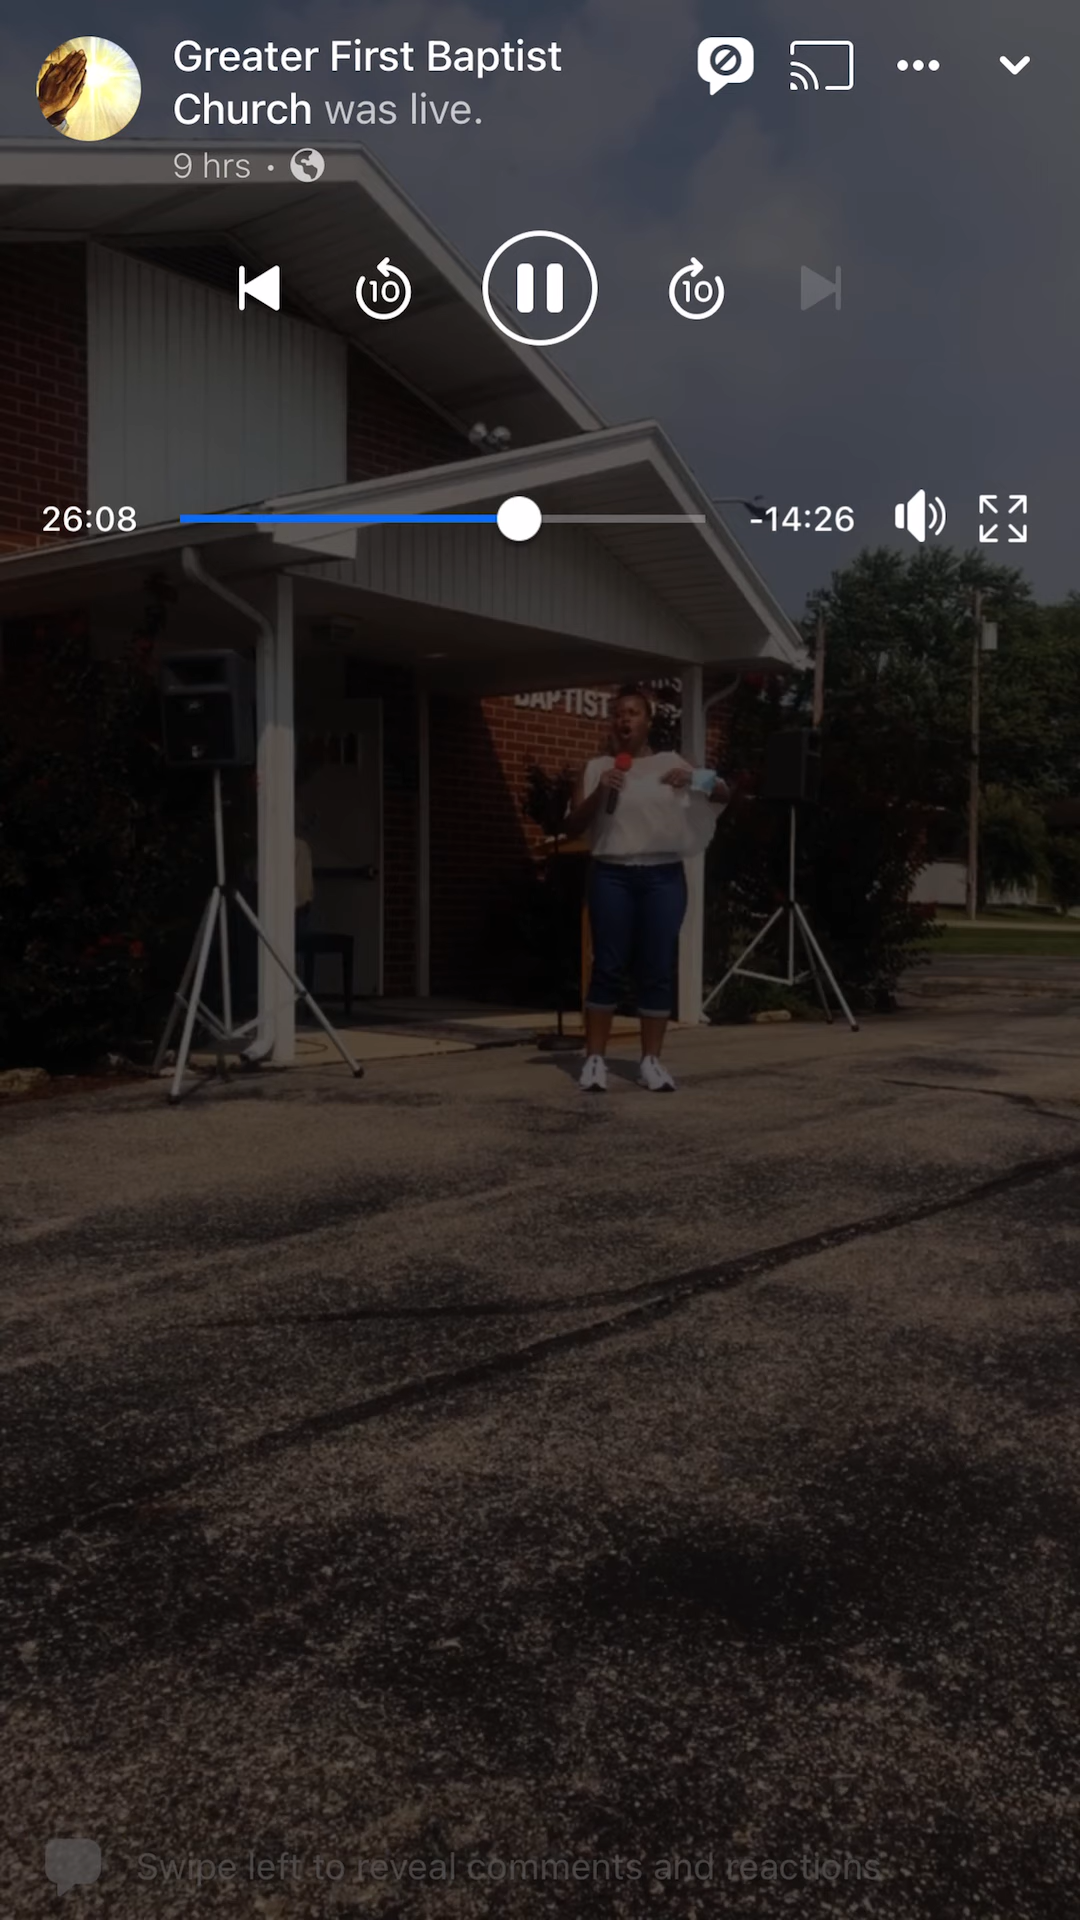 Greater First Baptist
Church was live.
9 hrs ·
10
10
26:08
-14:26
BAPTIST
Swipe left to reveal comments and reactions